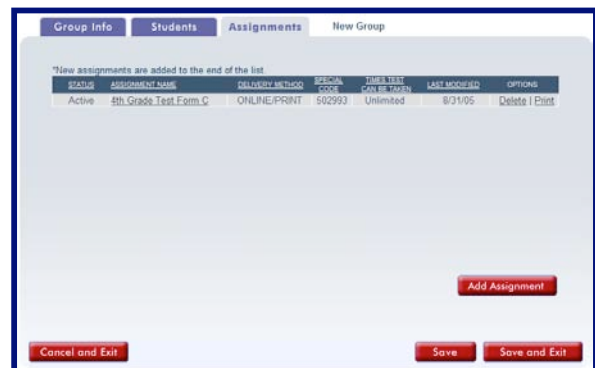 Group Info Students Assignments New Group
*New assignments are added to the end of the list.
STATUS ASSIGNMENT NAME DELIVERY METHOD SPECIAL CODE TIMES TEST CAN BE TAKEN LAST MODIFIED OPTIONS
Active 4th Grade Test Form C ONLINE/PRINT 502993 Unlimited 8/31/05 Delete | Print
Add Assignment
Cancel and Exit Save Save and Exit